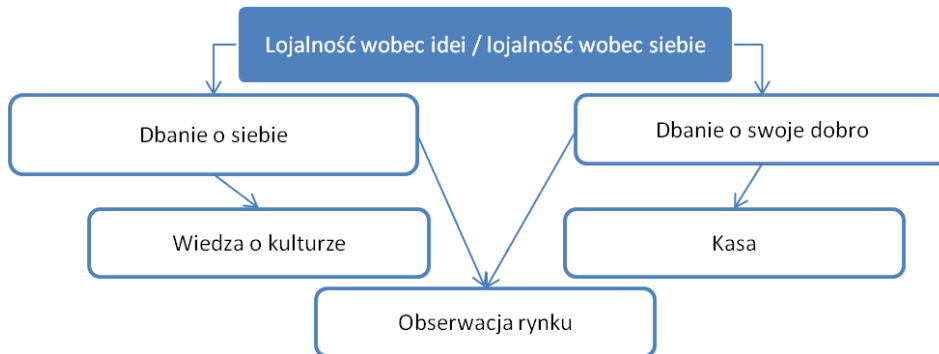 Lojalność wobec idei / lojalność wobec siebie
Dbanie o siebie
Dbanie o swoje dobro
Wiedza o kulturze
Kasa
Obserwacja rynku